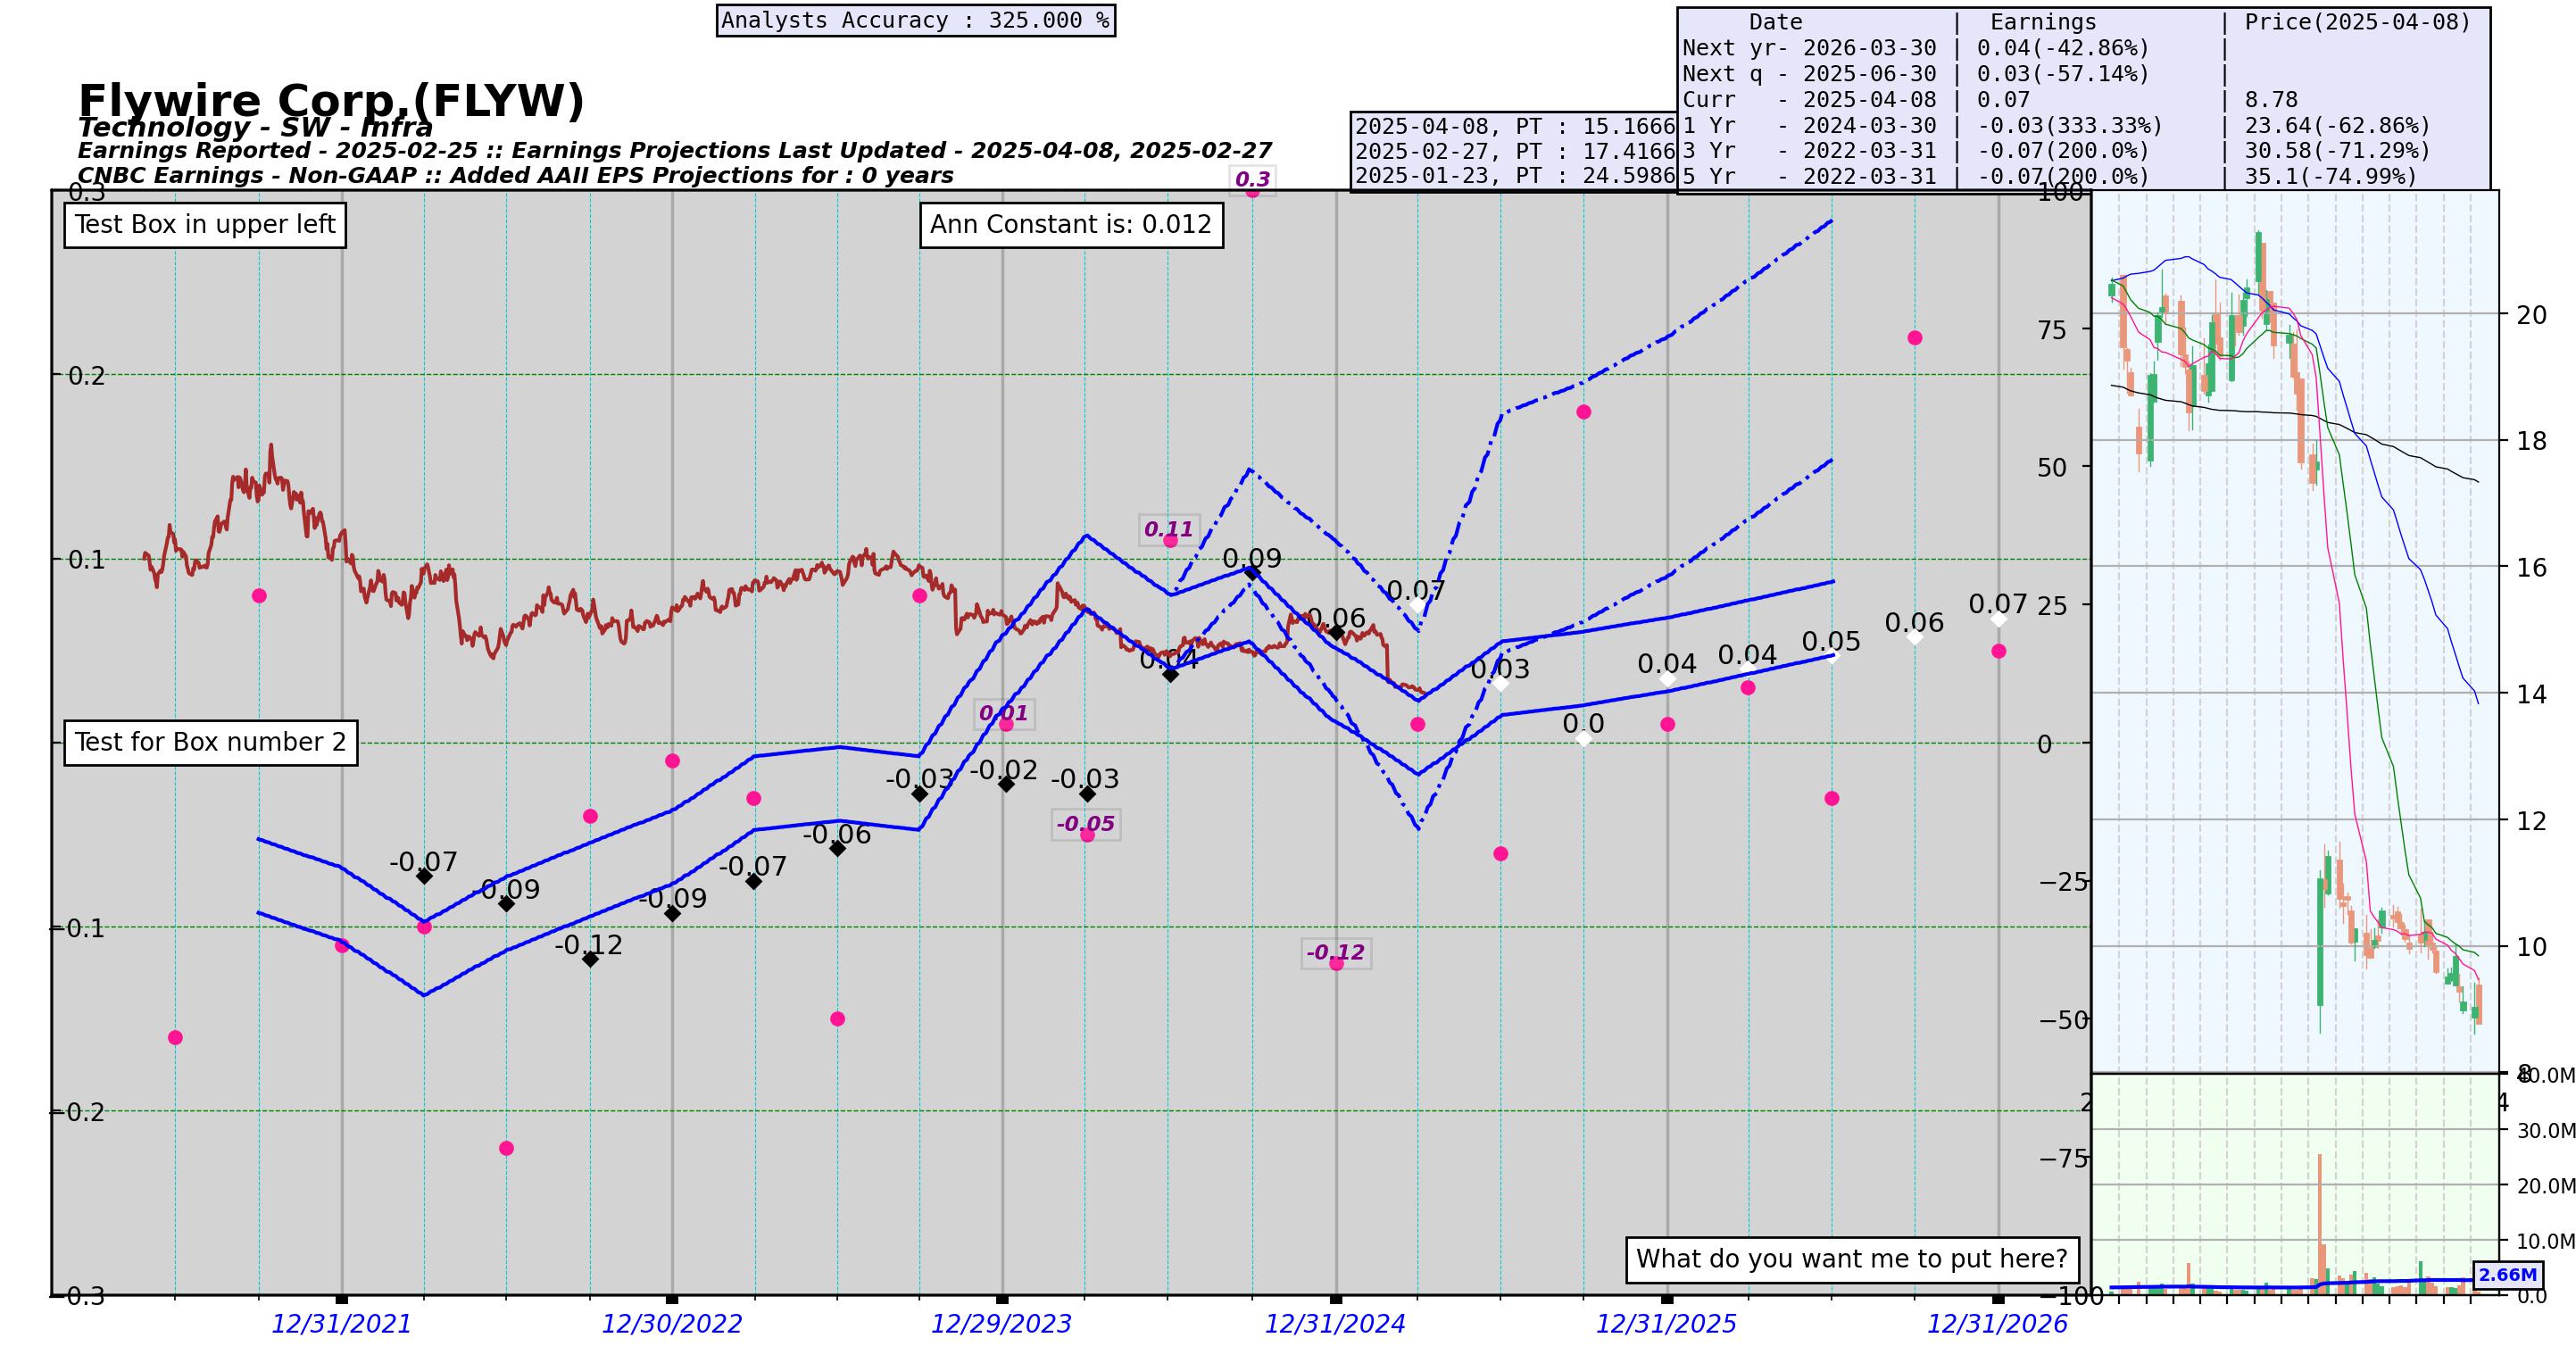 Analysts Accuracy : 325.000 %
Date | Earnings | Price(2025-04-08)
Next yr- 2026-03-30 | 0.04(-42.86%) |
Next q - 2025-06-30 | 0.03(-57.14%) |
Curr - 2025-04-08 | 0.07 | 8.78
1 Yr - 2024-03-30 | -0.03(333.33%) | 23.64(-62.86%)
3 Yr - 2022-03-31 | -0.07(200.0%) | 30.58(-71.29%)
5 Yr - 2022-03-31 | -0.07(200.0%) | 35.1(-74.99%)
Flywire Corp.(FLYW)
Technology - SW - Infra
Earnings Reported - 2025-02-25 :: Earnings Projections Last Updated - 2025-04-08, 2025-02-27
CNBC Earnings - Non-GAAP :: Added AAII EPS Projections for : 0 years
2025-04-08, PT : 15.1666
2025-02-27, PT : 17.4166
2025-01-23, PT : 24.5986
Test Box in upper left
Ann Constant is: 0.012
Test for Box number 2
What do you want me to put here?
0.3
0.2
0.1
−0.1
−0.2
−0.3
0.3
0.11
0.01
-0.05
-0.12
-0.07
-0.09
-0.12
-0.09
-0.07
-0.06
-0.03
-0.02
-0.03
0.04
0.09
0.06
0.07
0.03
0.0
0.04
0.04
0.05
0.06
0.07
100
75
50
25
0
−25
−50
−75
−100
20
18
16
14
12
10
8
40.0M
30.0M
20.0M
10.0M
2.66M
0.0
12/31/2021
12/30/2022
12/29/2023
12/31/2024
12/31/2025
12/31/2026